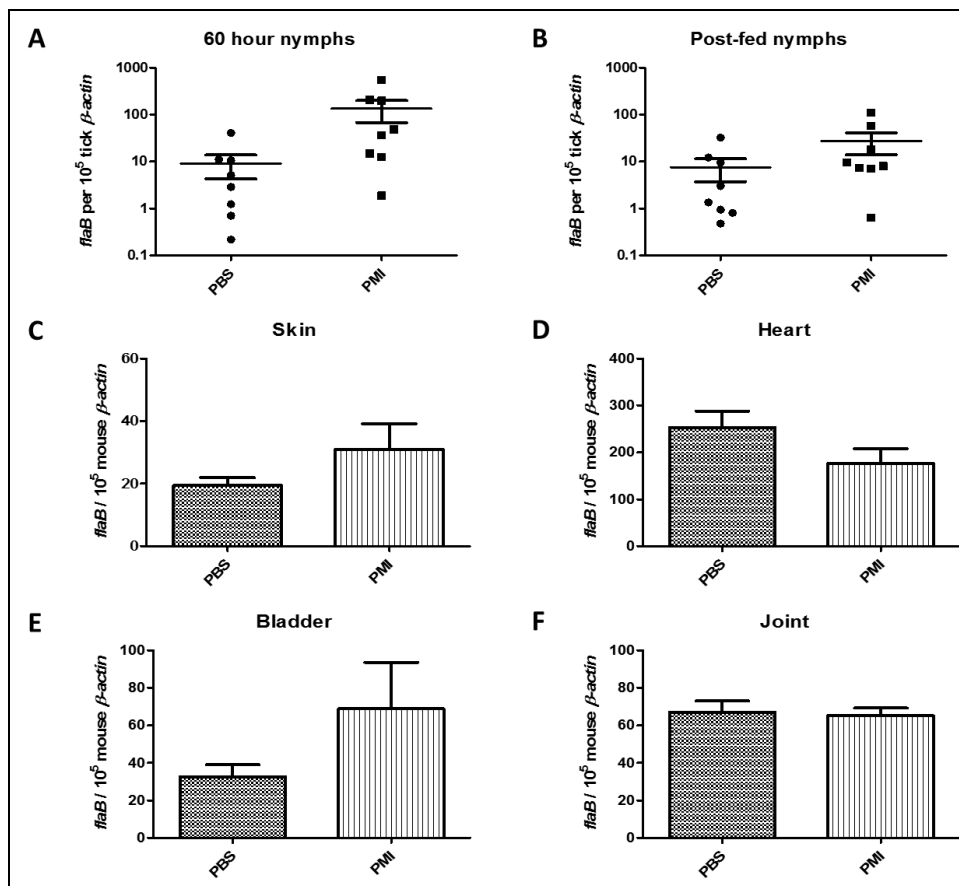 A
60 hour nymphs
flaB per 10⁵ tick β-actin
1000
100
10
1
0.1
PBS
PMI
B
Post-fed nymphs
flaB per 10⁵ tick β-actin
1000
100
10
1
0.1
PBS
PMI
C
Skin
flaB / 10⁵ mouse β-actin
60
40
20
0
PBS
PMI
D
Heart
flaB / 10⁵ mouse β-actin
400
300
200
100
0
PBS
PMI
E
Bladder
flaB / 10⁵ mouse β-actin
100
80
60
40
20
0
PBS
PMI
F
Joint
flaB / 10⁵ mouse β-actin
100
80
60
40
20
0
PBS
PMI